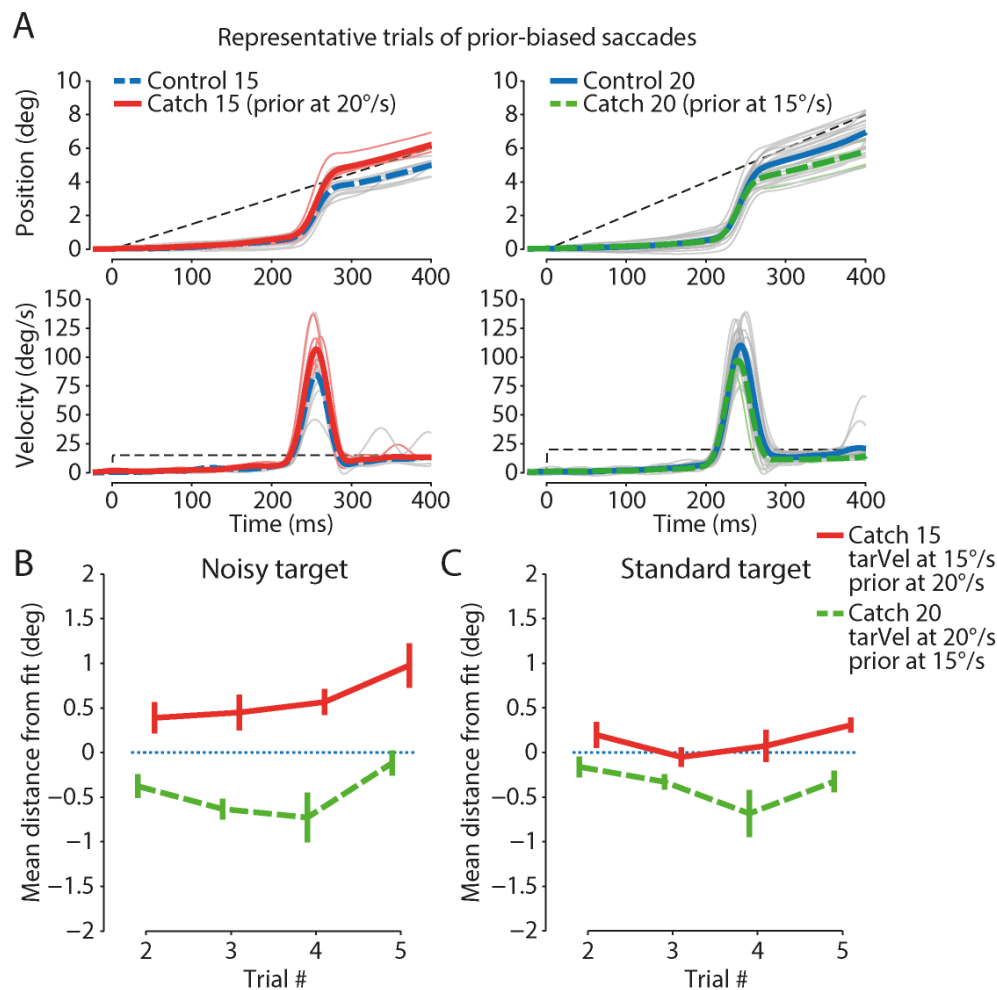 A
Representative trials of prior-biased saccades
Control 15
Catch 15 (prior at 20°/s)
Position (deg)
10
8
6
4
2
0
0 100 200 300 400
Control 20
Catch 20 (prior at 15°/s)
10
8
6
4
2
0
0 100 200 300 400
Velocity (deg/s)
150
125
100
75
50
25
0
0 100 200 300 400
Time (ms)
150
125
100
75
50
25
0
0 100 200 300 400
Time (ms)
Catch 15
tarVel at 15°/s
prior at 20°/s
Catch 20
tarVel at 20°/s
prior at 15°/s
B
Noisy target
Mean distance from fit (deg)
2
1.5
1
0.5
0
−0.5
−1
−1.5
−2
2 3 4 5
Trial #
C
Standard target
Mean distance from fit (deg)
2
1.5
1
0.5
0
−0.5
−1
−1.5
−2
2 3 4 5
Trial #